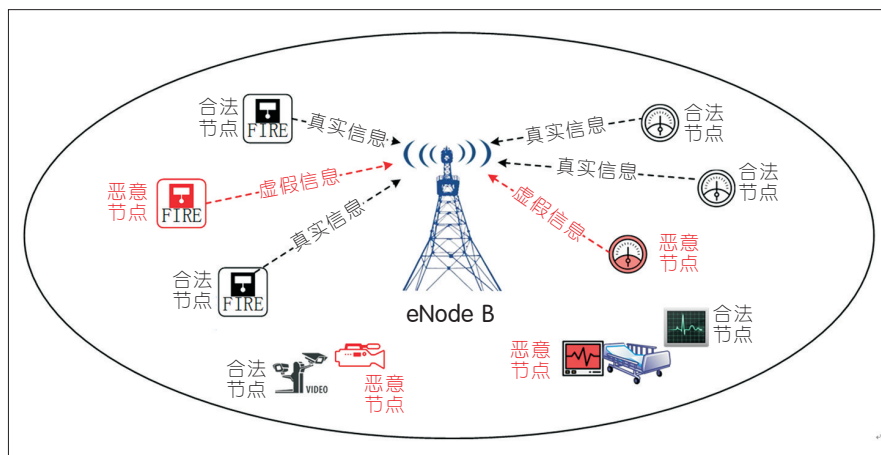 合法
节点
FIRE
真实信息
真实信息
合法
节点
真实信息
合法
节点
恶意
节点
FIRE
虚假信息
虚假信息
恶意
节点
合法
节点
FIRE
真实信息
eNode B
合法
节点
VIDEO
恶意
节点
恶意
节点
合法
节点